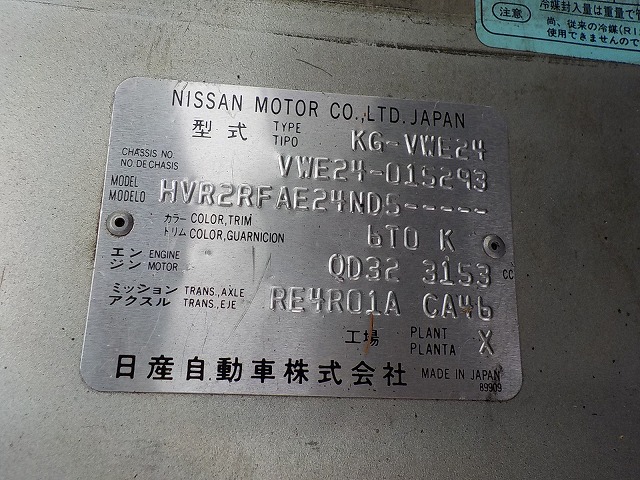 注意
冷媒封入量は重量で
尚、従来の冷媒(R1
使用できませんので
NISSAN MOTOR CO.,LTD.JAPAN
型式 TYPE TIPO KG-VWE24
CHASSIS NO. NO.DE CHASIS VWE24-015293
MODEL MODELO HVR2RFAE24ND5-----
カラー COLOR,TRIM
トリム COLOR,GUARNICION 6T0 K
エンジン ENGINE MOTOR QD32 3153 CC
ミッション TRANS.,AXLE
アクスル TRANS.,EJE RE4R01A CA46
工場 PLANT PLANTA X
日産自動車株式会社 MADE IN JAPAN
89909